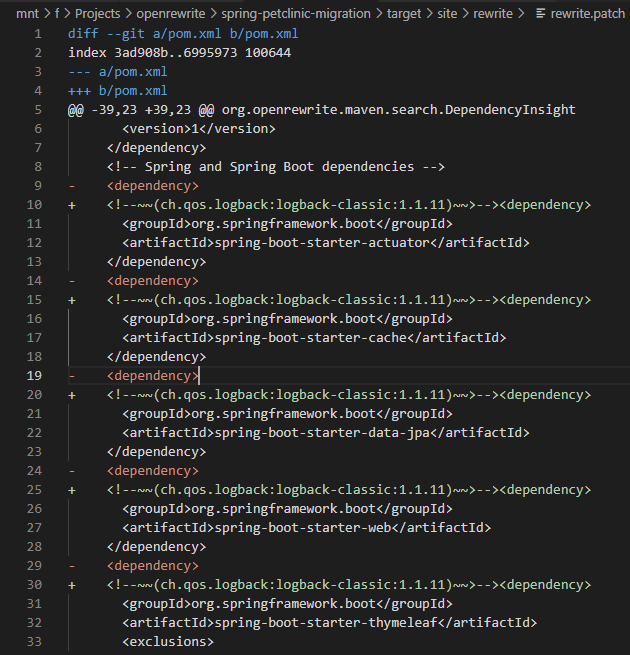 mnt > f > Projects > openrewrite > spring-petclinic-migration > target > site > rewrite > rewrite.patch
1 diff --git a/pom.xml b/pom.xml
2 index 3ad908b..6995973 100644
3 --- a/pom.xml
4 +++ b/pom.xml
5 @@ -39,23 +39,23 @@ org.openrewrite.maven.search.DependencyInsight
6 <version>1</version>
7 </dependency>
8 <!-- Spring and Spring Boot dependencies -->
9 - <dependency>
10 + <!--~~(ch.qos.logback:logback-classic:1.1.11)~~>--><dependency>
11 <groupId>org.springframework.boot</groupId>
12 <artifactId>spring-boot-starter-actuator</artifactId>
13 </dependency>
14 - <dependency>
15 + <!--~~(ch.qos.logback:logback-classic:1.1.11)~~>--><dependency>
16 <groupId>org.springframework.boot</groupId>
17 <artifactId>spring-boot-starter-cache</artifactId>
18 </dependency>
19 - <dependency>
20 + <!--~~(ch.qos.logback:logback-classic:1.1.11)~~>--><dependency>
21 <groupId>org.springframework.boot</groupId>
22 <artifactId>spring-boot-starter-data-jpa</artifactId>
23 </dependency>
24 - <dependency>
25 + <!--~~(ch.qos.logback:logback-classic:1.1.11)~~>--><dependency>
26 <groupId>org.springframework.boot</groupId>
27 <artifactId>spring-boot-starter-web</artifactId>
28 </dependency>
29 - <dependency>
30 + <!--~~(ch.qos.logback:logback-classic:1.1.11)~~>--><dependency>
31 <groupId>org.springframework.boot</groupId>
32 <artifactId>spring-boot-starter-thymeleaf</artifactId>
33 <exclusions>